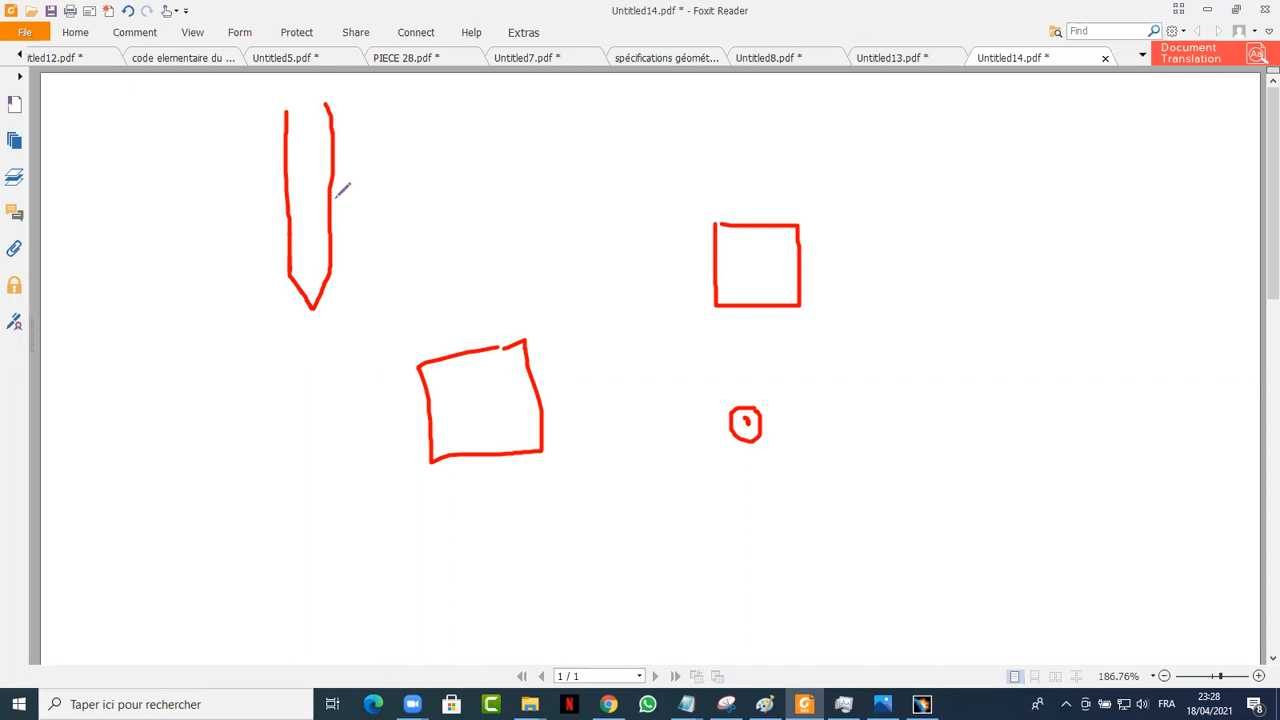 Untitled14.pdf * - Foxit Reader
File Home Comment View Form Protect Share Connect Help Extras
Find
itled12.pdf * code elementaire du ... Untitled5.pdf * PIECE 28.pdf * Untitled7.pdf * spécifications géomét... Untitled8.pdf * Untitled13.pdf * Untitled14.pdf *
Document
Translation
1 / 1
186.76%
Taper ici pour rechercher
FRA
23:28
18/04/2021
8